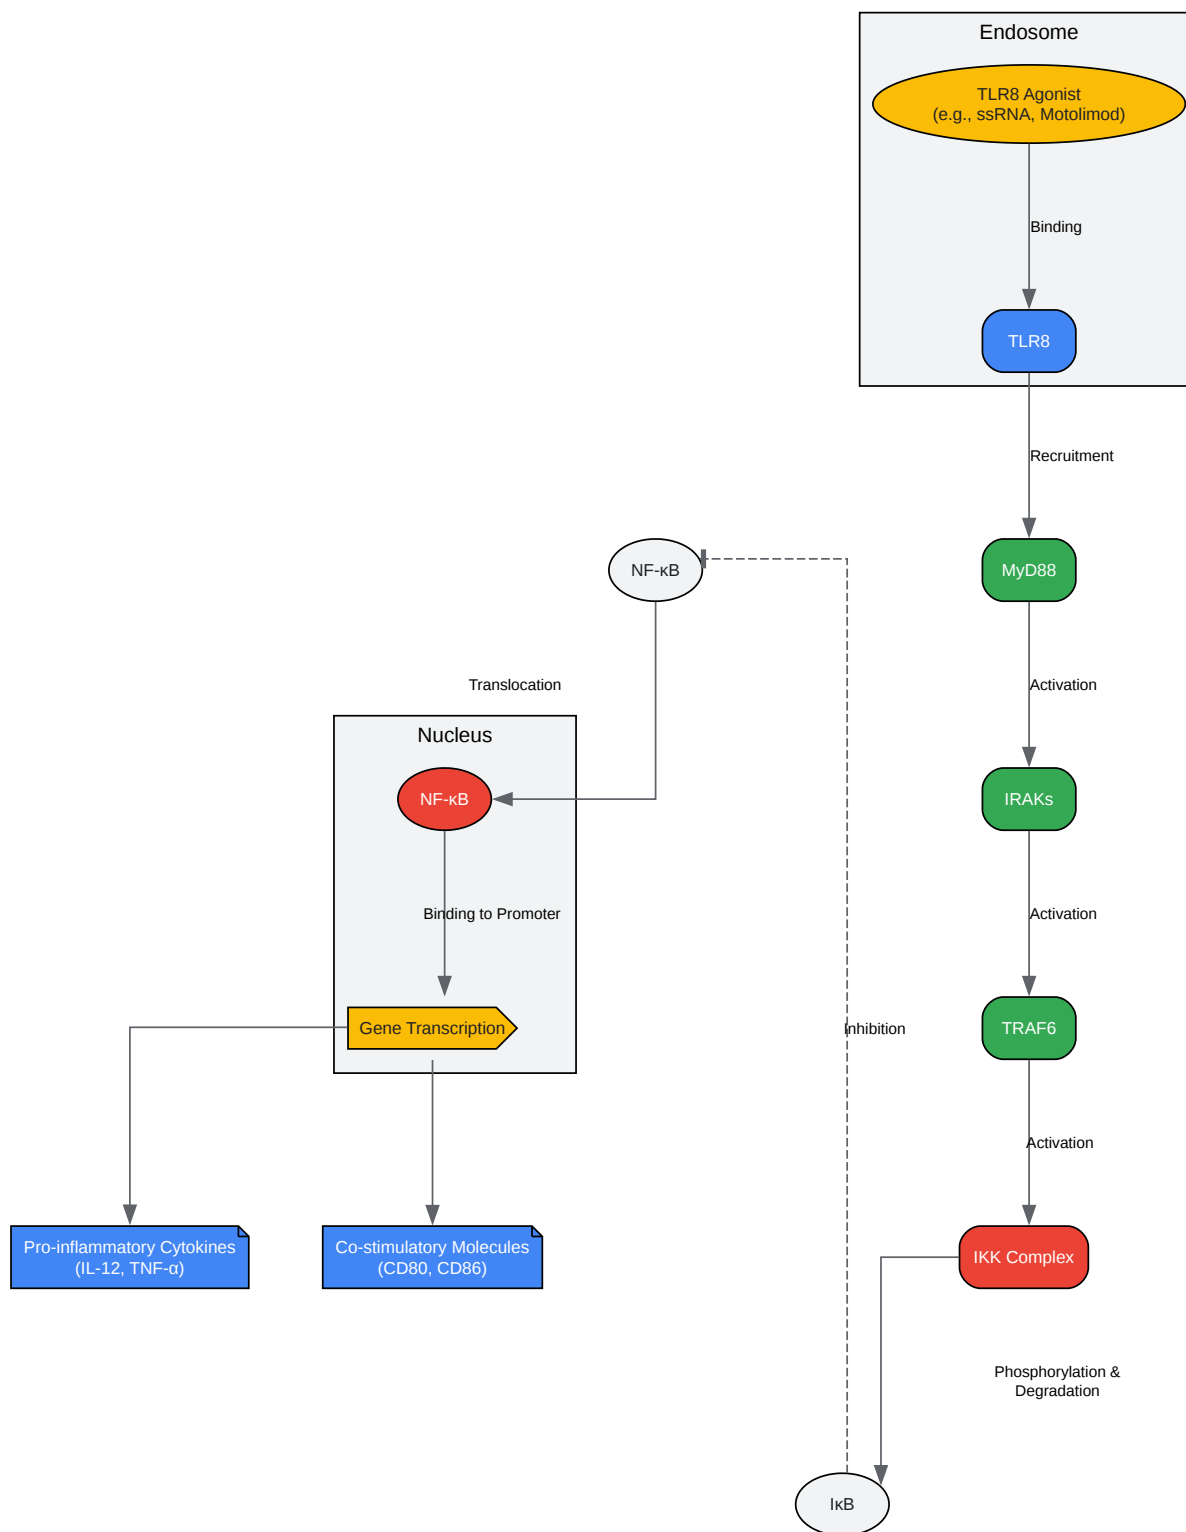 Endosome
TLR8 Agonist
(e.g., ssRNA, Motolimod)
Binding
TLR8
Recruitment
NF-κB
MyD88
Translocation
Activation
Nucleus
NF-κB
IRAKs
Binding to Promoter
Activation
Gene Transcription
Inhibition
TRAF6
Activation
Pro-inflammatory Cytokines
(IL-12, TNF-α)
Co-stimulatory Molecules
(CD80, CD86)
IKK Complex
Phosphorylation &
Degradation
IκB